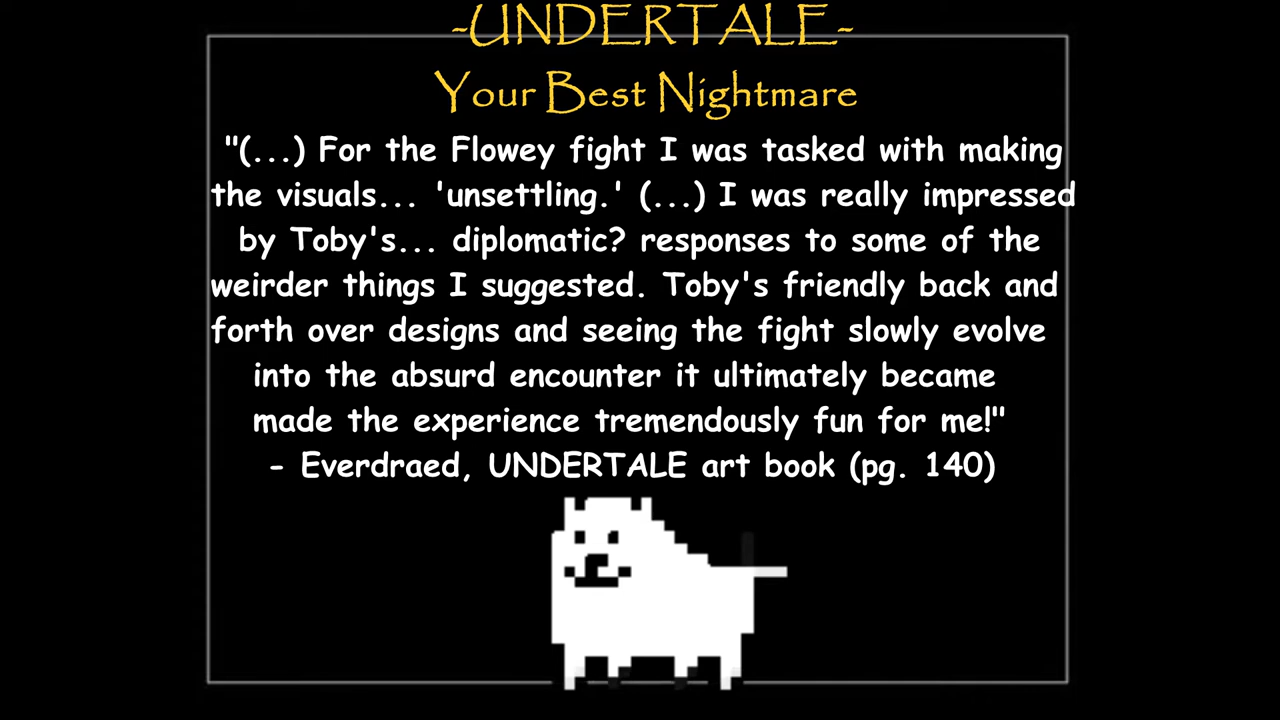 -UNDERTALE-
Your Best Nightmare
"(...) For the Flowey fight I was tasked with making
the visuals... 'unsettling.' (...) I was really impressed
by Toby's... diplomatic? responses to some of the
weirder things I suggested. Toby's friendly back and
forth over designs and seeing the fight slowly evolve
into the absurd encounter it ultimately became
made the experience tremendously fun for me!"
- Everdraed, UNDERTALE art book (pg. 140)